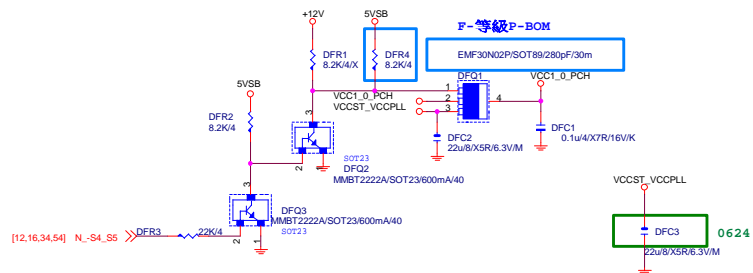 +12V
5VSB
F-等級P-BOM
DFR1
8.2K/4/X
DFR4
8.2K/4
EMF30N02P/SOT89/280pF/30m
5VSB
VCC1_0_PCH
VCCST_VCCPLL
DFQ1
VCC1_0_PCH
1
2
3
4
DFR2
8.2K/4
3
2
1
DFC2
22u/8/X5R/6.3V/M
DFC1
0.1u/4/X7R/16V/K
SOT23
DFQ2
MMBT2222A/SOT23/600mA/40
VCCST_VCCPLL
3
DFQ3
MMBT2222A/SOT23/600mA/40
SOT23
2
1
[12,16,34,54] N_-S4_S5
DFR3
22K/4
DFC3
22u/8/X5R/6.3V/M
0624